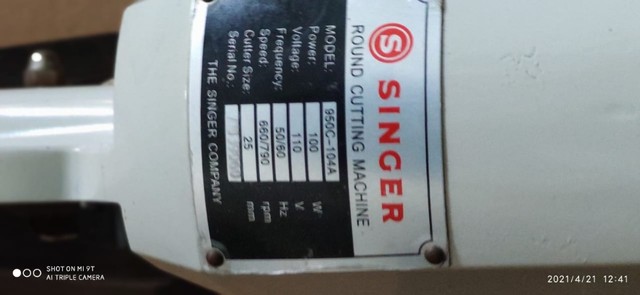 SINGER
ROUND CUTTING MACHINE
MODEL: 950C-104A
Power: 100 W
Voltage: 110 V
Frequency: 50/60 Hz
Speed: 660/790 rpm
Cutter Size: 25 mm
Serial No.:
THE SINGER COMPANY
SHOT ON MI 9T
AI TRIPLE CAMERA
2021/4/21 12:41